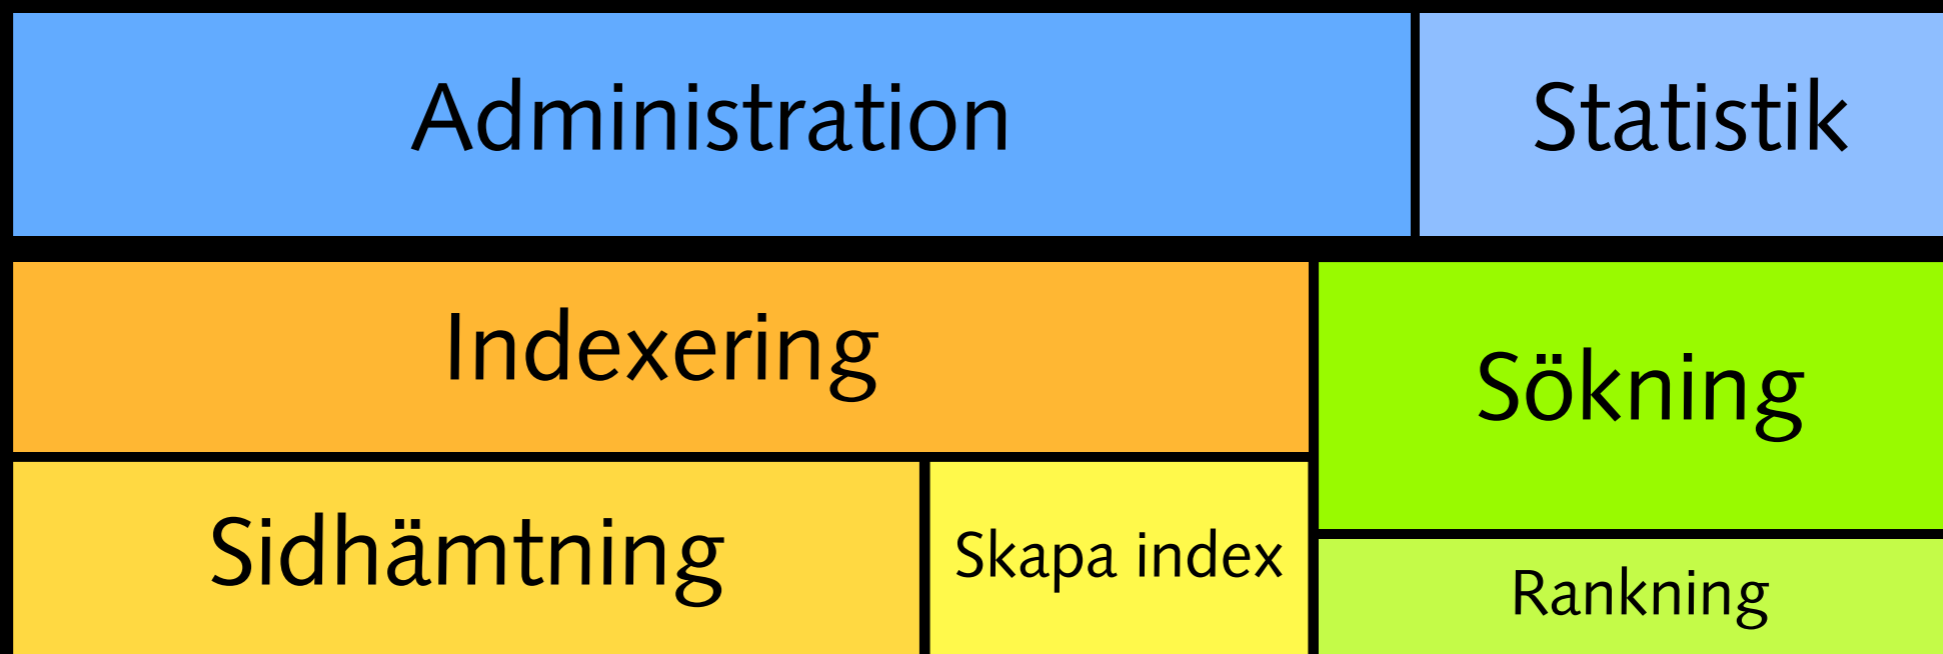 Administration
Statistik
Indexering
Sökning
Sidhämtning
Skapa index
Rankning